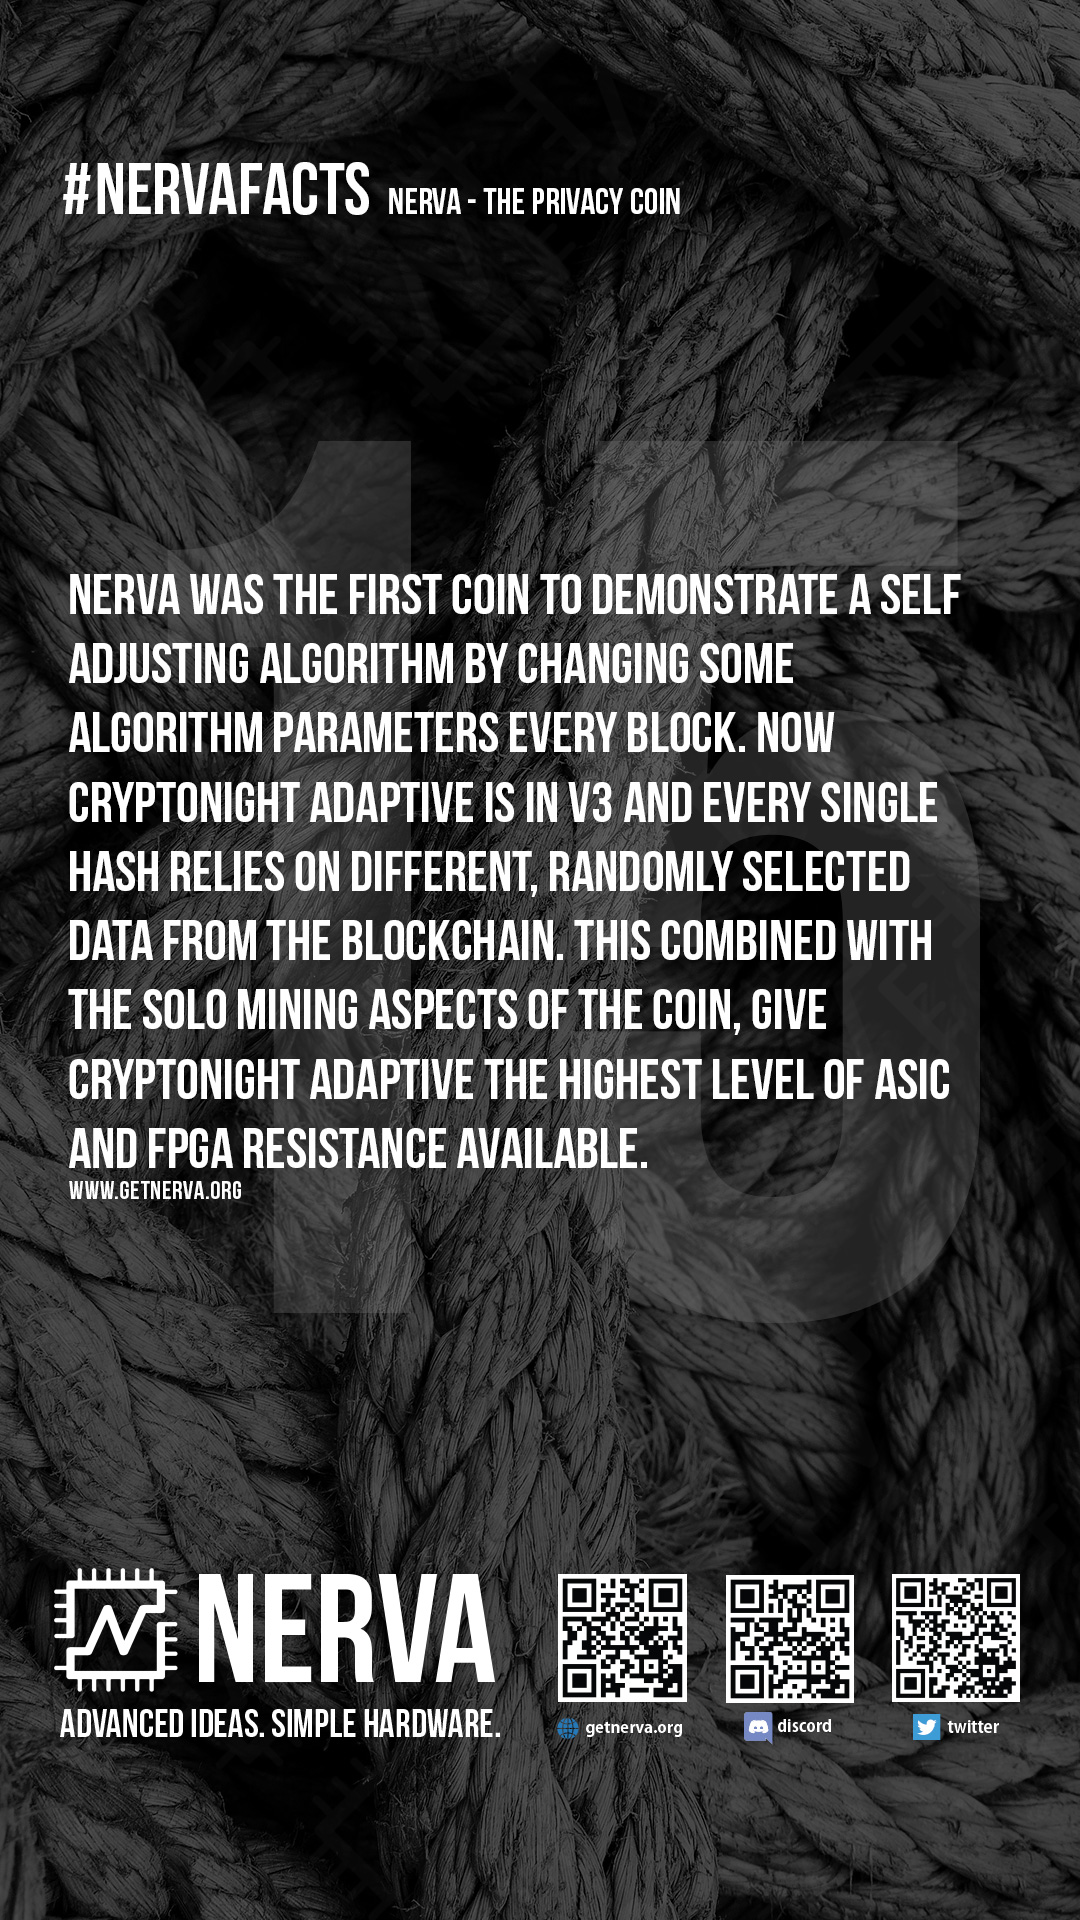 #NERVAFACTS NERVA - THE PRIVACY COIN
15
NERVA WAS THE FIRST COIN TO DEMONSTRATE A SELF
ADJUSTING ALGORITHM BY CHANGING SOME
ALGORITHM PARAMETERS EVERY BLOCK. NOW
CRYPTONIGHT ADAPTIVE IS IN V3 AND EVERY SINGLE
HASH RELIES ON DIFFERENT, RANDOMLY SELECTED
DATA FROM THE BLOCKCHAIN. THIS COMBINED WITH
THE SOLO MINING ASPECTS OF THE COIN, GIVE
CRYPTONIGHT ADAPTIVE THE HIGHEST LEVEL OF ASIC
AND FPGA RESISTANCE AVAILABLE.
WWW.GETNERVA.ORG
NERVA
ADVANCED IDEAS. SIMPLE HARDWARE.
getnerva.org discord twitter